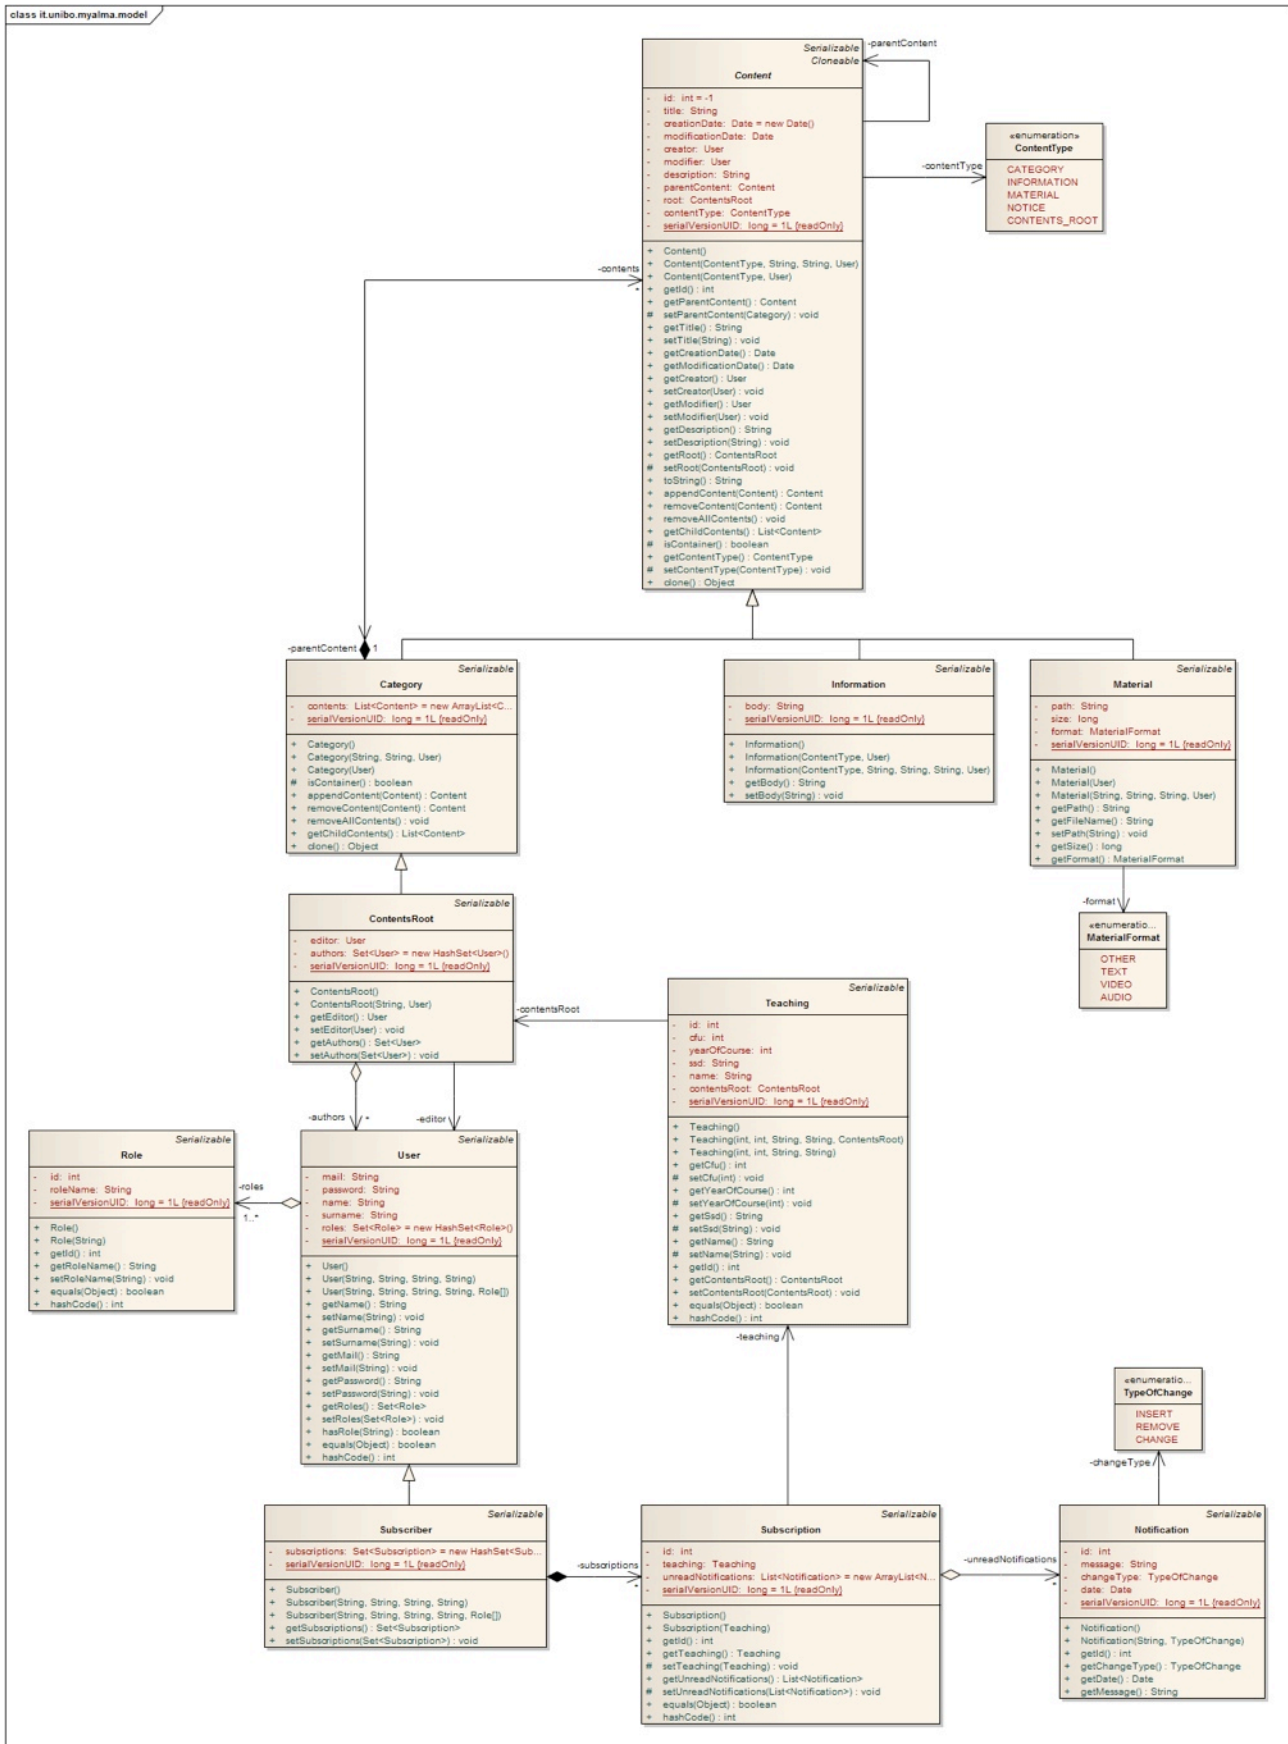 class it.unibo.myalma.model
Serializable
Cloneable
Content
- id: int = -1
- title: String
- creationDate: Date = new Date()
- modificationDate: Date
- creator: User
- modifier: User
- description: String
- parentContent: Content
- root: ContentsRoot
- contentType: ContentType
- serialVersionUID: long = 1L {readOnly}
+ Content()
+ Content(ContentType, String, String, User)
+ Content(ContentType, User)
+ getId() : int
+ getParentContent() : Content
# setParentContent(Category) : void
+ getTitle() : String
+ setTitle(String) : void
+ getCreationDate() : Date
+ getModificationDate() : Date
+ getCreator() : User
+ setCreator(User) : void
+ getModifier() : User
+ setModifier(User) : void
+ getDescription() : String
+ setDescription(String) : void
+ getRoot() : ContentsRoot
# setRoot(ContentsRoot) : void
+ toString() : String
+ appendContent(Content) : Content
+ removeContent(Content) : Content
+ removeAllContents() : void
+ getChildContents() : List<Content>
# isContainer() : boolean
+ getContentType() : ContentType
# setContentType(ContentType) : void
+ clone() : Object
-parentContent
-contentType
«enumeration»
ContentType
CATEGORY
INFORMATION
MATERIAL
NOTICE
CONTENTS_ROOT
-contents
*
-parentContent
1
Serializable
Category
- contents: List<Content> = new ArrayList<C...
- serialVersionUID: long = 1L {readOnly}
+ Category()
+ Category(String, String, User)
+ Category(User)
# isContainer() : boolean
+ appendContent(Content) : Content
+ removeContent(Content) : Content
+ removeAllContents() : void
+ getChildContents() : List<Content>
+ clone() : Object
Serializable
Information
- body: String
- serialVersionUID: long = 1L {readOnly}
+ Information()
+ Information(ContentType, User)
+ Information(ContentType, String, String, String, User)
+ getBody() : String
+ setBody(String) : void
Serializable
Material
- path: String
- size: long
- format: MaterialFormat
- serialVersionUID: long = 1L {readOnly}
+ Material()
+ Material(User)
+ Material(String, String, String, User)
+ getPath() : String
+ getFileName() : String
+ setPath(String) : void
+ getSize() : long
+ getFormat() : MaterialFormat
-format
«enumeratio...
MaterialFormat
OTHER
TEXT
VIDEO
AUDIO
Serializable
ContentsRoot
- editor: User
- authors: Set<User> = new HashSet<User>()
- serialVersionUID: long = 1L {readOnly}
+ ContentsRoot()
+ ContentsRoot(String, User)
+ getEditor() : User
+ setEditor(User) : void
+ getAuthors() : Set<User>
+ setAuthors(Set<User>) : void
-contentsRoot
-authors
*
-editor
Serializable
Teaching
- id: int
- cfu: int
- yearOfCourse: int
- ssd: String
- name: String
- contentsRoot: ContentsRoot
- serialVersionUID: long = 1L {readOnly}
+ Teaching()
+ Teaching(int, int, String, String, ContentsRoot)
+ Teaching(int, int, String, String)
+ getCfu() : int
# setCfu(int) : void
+ getYearOfCourse() : int
# setYearOfCourse(int) : void
+ getSsd() : String
# setSsd(String) : void
+ getName() : String
# setName(String) : void
+ getId() : int
+ getContentsRoot() : ContentsRoot
+ setContentsRoot(ContentsRoot) : void
+ equals(Object) : boolean
+ hashCode() : int
-teaching
Serializable
Role
- id: int
- roleName: String
- serialVersionUID: long = 1L {readOnly}
+ Role()
+ Role(String)
+ getId() : int
+ getRoleName() : String
+ setRoleName(String) : void
+ equals(Object) : boolean
+ hashCode() : int
-roles
1..*
Serializable
User
- mail: String
- password: String
- name: String
- surname: String
- roles: Set<Role> = new HashSet<Role>()
- serialVersionUID: long = 1L {readOnly}
+ User()
+ User(String, String, String, String)
+ User(String, String, String, String, Role[])
+ getName() : String
+ setName(String) : void
+ getSurname() : String
+ setSurname(String) : void
+ getMail() : String
+ setMail(String) : void
+ getPassword() : String
+ setPassword(String) : void
+ getRoles() : Set<Role>
+ setRoles(Set<Role>) : void
+ hasRole(String) : boolean
+ equals(Object) : boolean
+ hashCode() : int
«enumeratio...
TypeOfChange
INSERT
REMOVE
CHANGE
-changeType
Serializable
Subscriber
- subscriptions: Set<Subscription> = new HashSet<Sub...
- serialVersionUID: long = 1L {readOnly}
+ Subscriber()
+ Subscriber(String, String, String, String)
+ Subscriber(String, String, String, String, Role[])
+ getSubscriptions() : Set<Subscription>
+ setSubscriptions(Set<Subscription>) : void
-subscriptions
*
Serializable
Subscription
- id: int
- teaching: Teaching
- unreadNotifications: List<Notification> = new ArrayList<N...
- serialVersionUID: long = 1L {readOnly}
+ Subscription()
+ Subscription(Teaching)
+ getId() : int
+ getTeaching() : Teaching
# setTeaching(Teaching) : void
+ getUnreadNotifications() : List<Notification>
# setUnreadNotifications(List<Notification>) : void
+ equals(Object) : boolean
+ hashCode() : int
-unreadNotifications
*
Serializable
Notification
- id: int
- message: String
- changeType: TypeOfChange
- date: Date
- serialVersionUID: long = 1L {readOnly}
+ Notification()
+ Notification(String, TypeOfChange)
+ getId() : int
+ getChangeType() : TypeOfChange
+ getDate() : Date
+ getMessage() : String